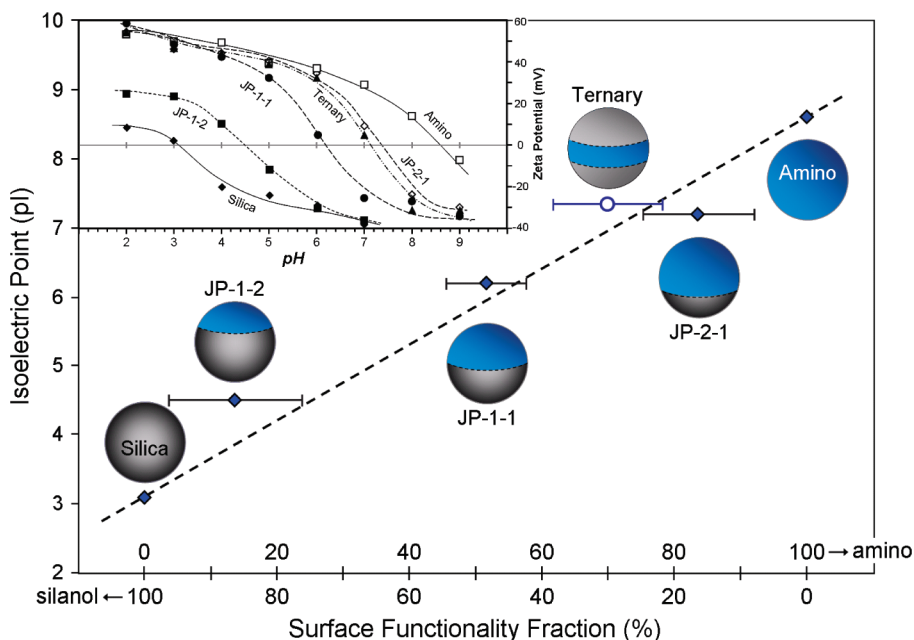 10
9
8
7
6
5
4
3
2
Isoelectric Point (pI)
60
40
20
0
-20
-40
Zeta Potential (mV)
2 3 4 5 6 7 8 9
pH
JP-1-1
JP-1-2
Silica
Ternary
Amino
JP-2-1
Ternary
Amino
JP-1-2
JP-2-1
JP-1-1
Silica
0 20 40 60 80 100 → amino
silanol ← 100 80 60 40 20 0
Surface Functionality Fraction (%)